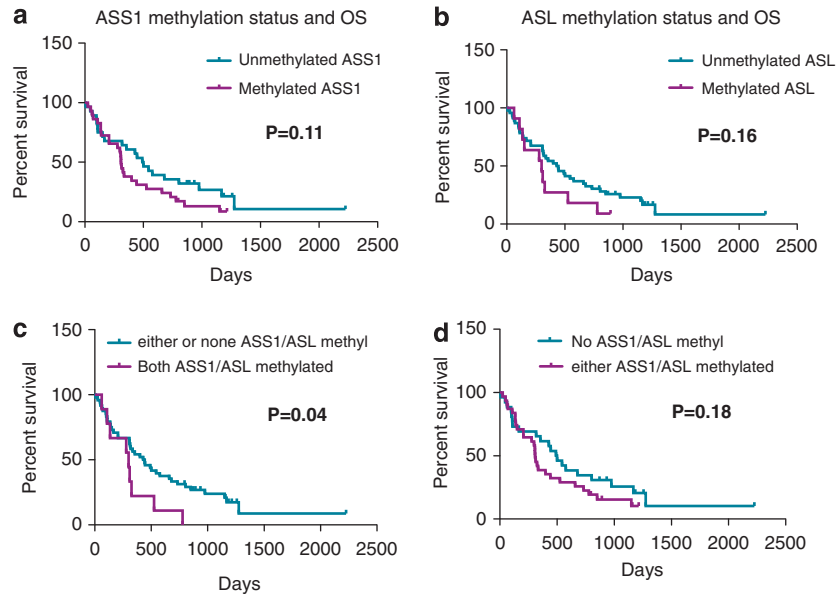 a
ASS1 methylation status and OS
150
100
50
0
Percent survival
Unmethylated ASS1
Methylated ASS1
P=0.11
0 500 1000 1500 2000 2500
Days
b
ASL methylation status and OS
150
100
50
0
Percent survival
Unmethylated ASL
Methylated ASL
P=0.16
0 500 1000 1500 2000 2500
Days
c
150
100
50
0
Percent survival
either or none ASS1/ASL methyl
Both ASS1/ASL methylated
P=0.04
0 500 1000 1500 2000 2500
Days
d
150
100
50
0
Percent survival
No ASS1/ASL methyl
either ASS1/ASL methylated
P=0.18
0 500 1000 1500 2000 2500
Days